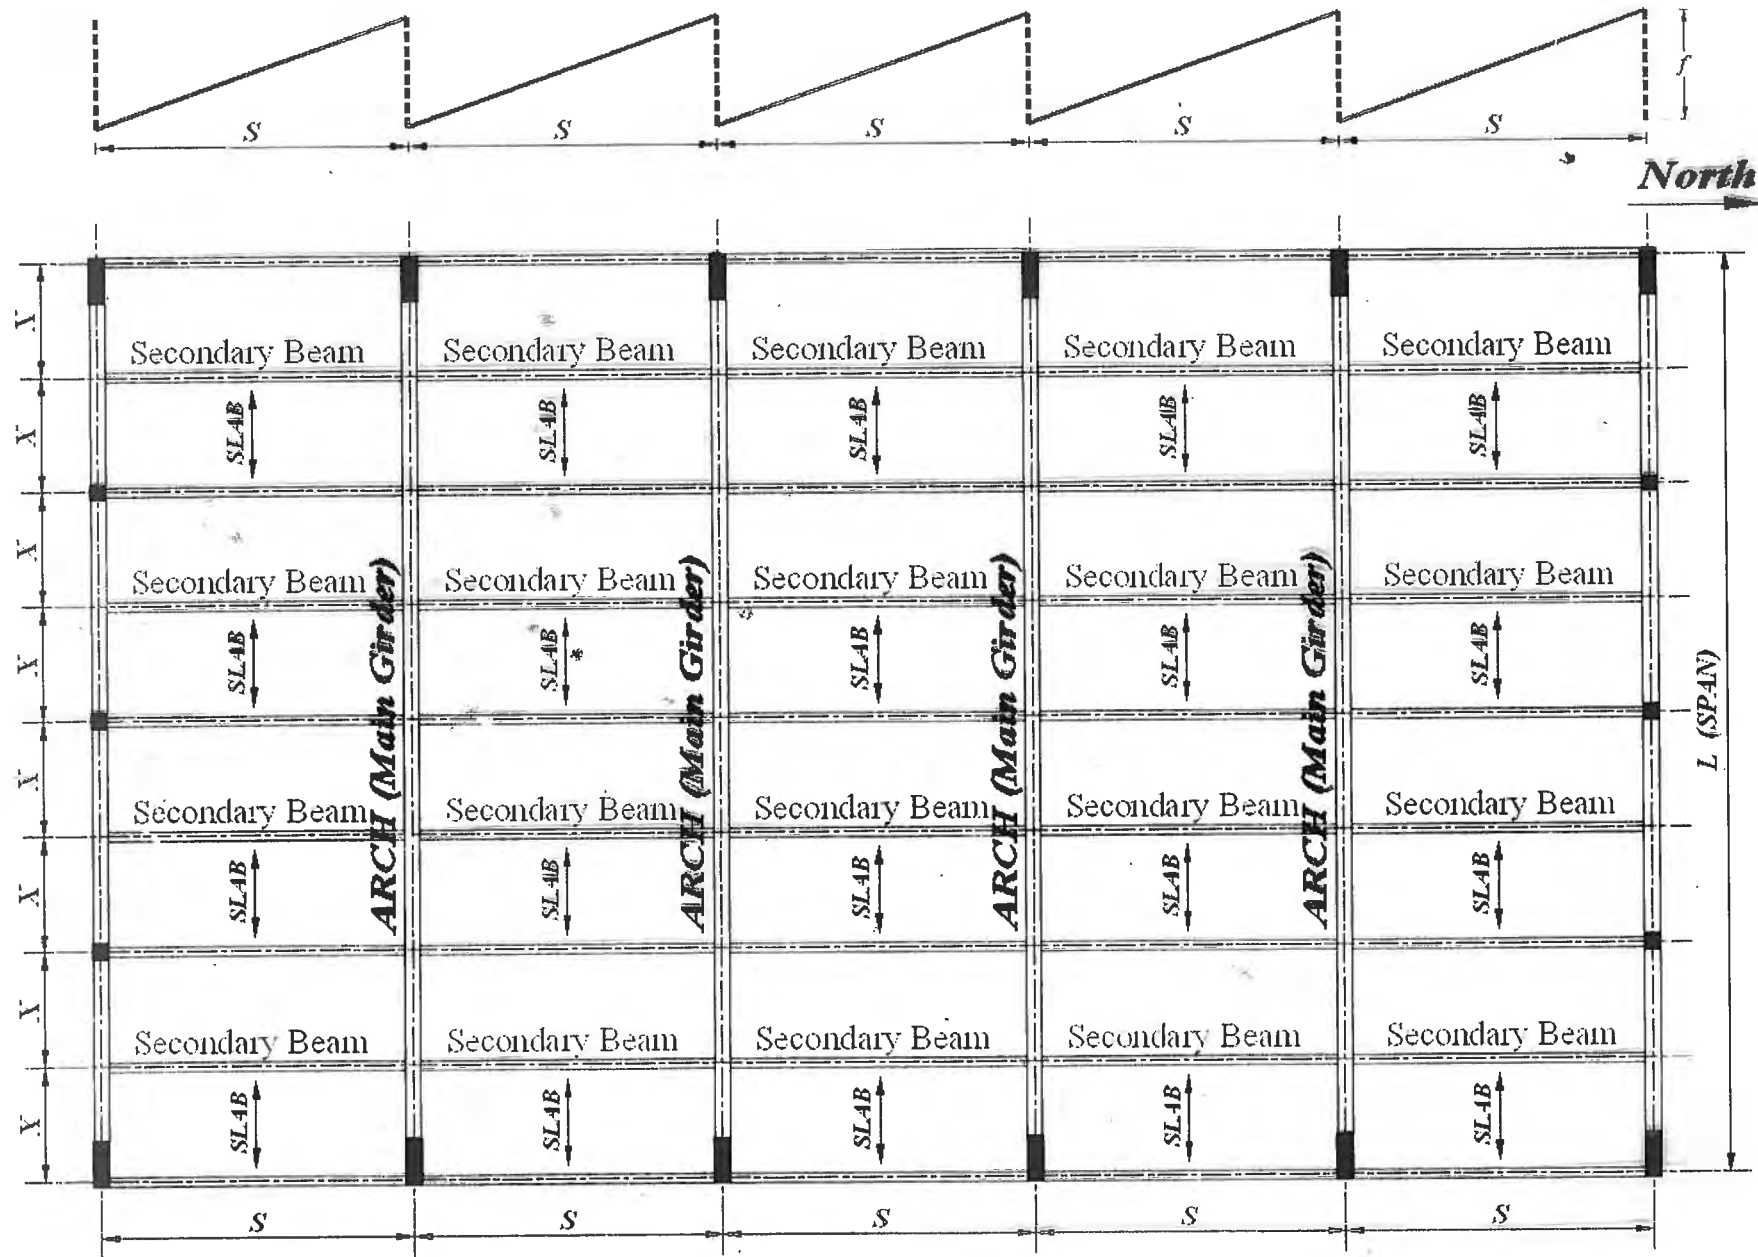 f
S S S S S
North
X
Secondary Beam Secondary Beam Secondary Beam Secondary Beam Secondary Beam
X
SLAB SLAB SLAB SLAB SLAB
X
Secondary Beam Secondary Beam Secondary Beam Secondary Beam Secondary Beam
ARCH (Main Girder) ARCH (Main Girder) ARCH (Main Girder) ARCH (Main Girder)
X
SLAB SLAB SLAB SLAB SLAB
L (SPAN)
X
Secondary Beam Secondary Beam Secondary Beam Secondary Beam Secondary Beam
X
SLAB SLAB SLAB SLAB SLAB
X
Secondary Beam Secondary Beam Secondary Beam Secondary Beam Secondary Beam
X
SLAB SLAB SLAB SLAB SLAB
S S S S S